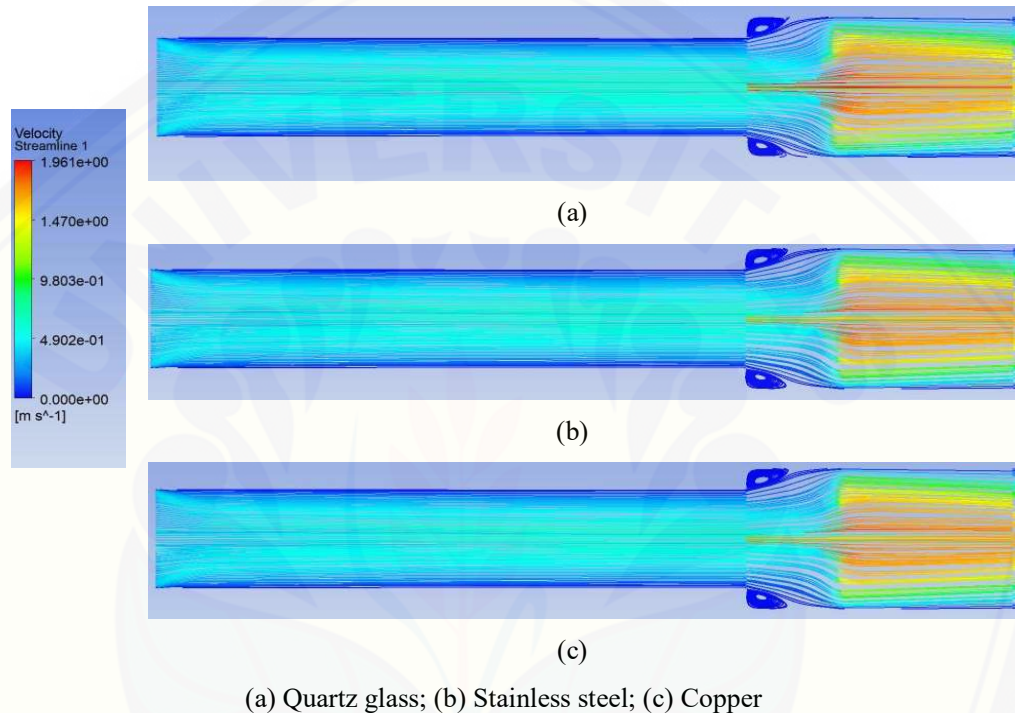 Velocity
Streamline 1
1.961e+00
1.470e+00
9.803e-01
4.902e-01
0.000e+00
[m s^-1]
(a)
(b)
(c)
(a) Quartz glass; (b) Stainless steel; (c) Copper
UNIVERSITAS